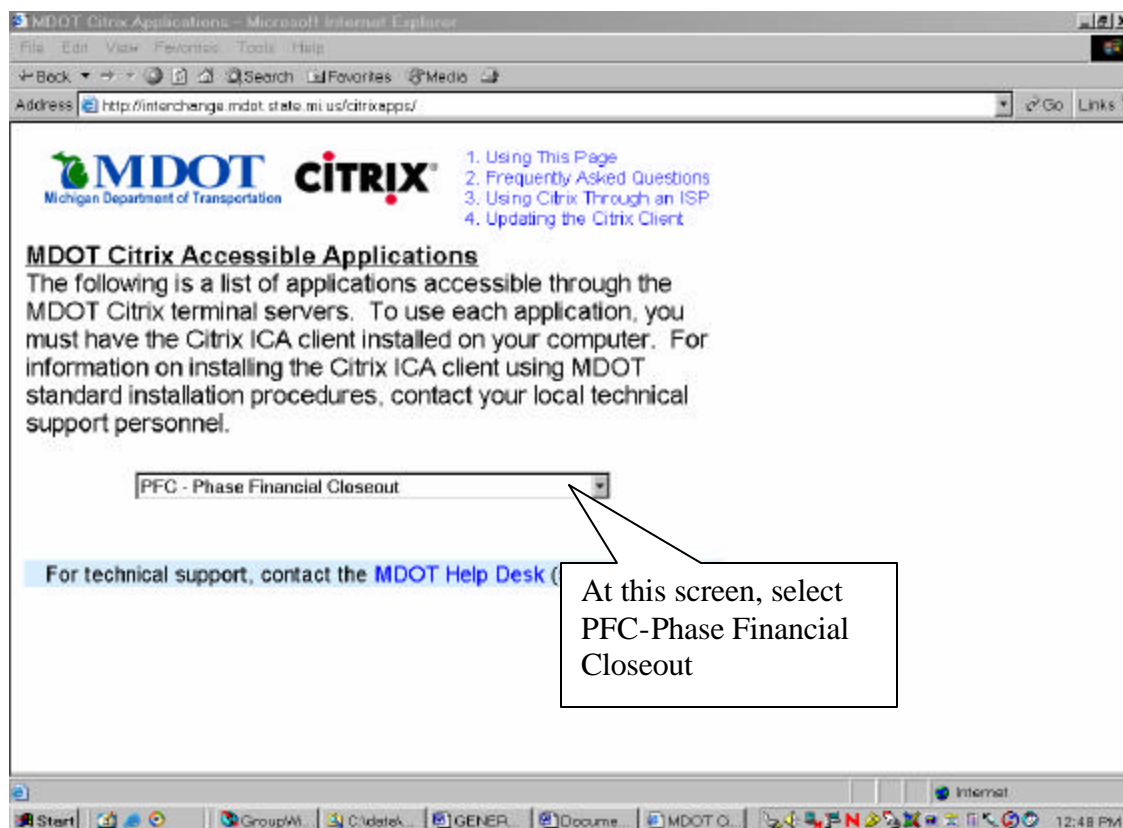 MDOT Citrix Applications - Microsoft Internet Explorer
File Edit View Favorites Tools Help
Back Search Favorites Media
Address http://interchange.mdot.state.mi.us/citrixapps/ Go Links
MDOT
Michigan Department of Transportation
CITRIX®
1. Using This Page
2. Frequently Asked Questions
3. Using Citrix Through an ISP
4. Updating the Citrix Client
MDOT Citrix Accessible Applications
The following is a list of applications accessible through the
MDOT Citrix terminal servers. To use each application, you
must have the Citrix ICA client installed on your computer. For
information on installing the Citrix ICA client using MDOT
standard installation procedures, contact your local technical
support personnel.
PFC - Phase Financial Closeout
For technical support, contact the MDOT Help Desk (
At this screen, select
PFC-Phase Financial
Closeout
Internet
Start GroupWi... GENER... Docume... MDOT C... 12:48 PM